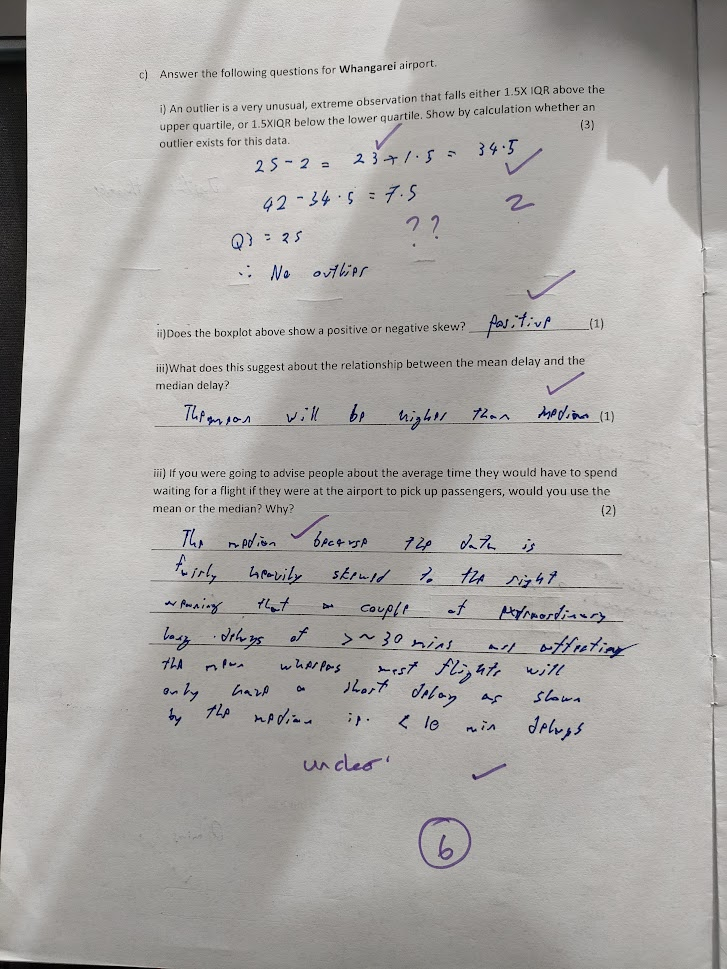 c) Answer the following questions for Whangarei airport.
i) An outlier is a very unusual, extreme observation that falls either 1.5X IQR above the
upper quartile, or 1.5XIQR below the lower quartile. Show by calculation whether an
outlier exists for this data. (3)
25 - 2 = 23 × 1.5 = 34.5
42 - 34.5 = 7.5
2
Q3 = 25
??
∴ No outlier
ii)Does the boxplot above show a positive or negative skew? Positive (1)
iii)What does this suggest about the relationship between the mean delay and the
median delay?
The mean will be higher than median (1)
iii) If you were going to advise people about the average time they would have to spend
waiting for a flight if they were at the airport to pick up passengers, would you use the
mean or the median? Why? (2)
The median because the data is
fairly heavily skewed to the right
meaning that a couple of extraordinary
long delays of >~30 mins are affecting
the mean whereas most flights will
only have a short delay as shown
by the median ie. < 10 min delays
6